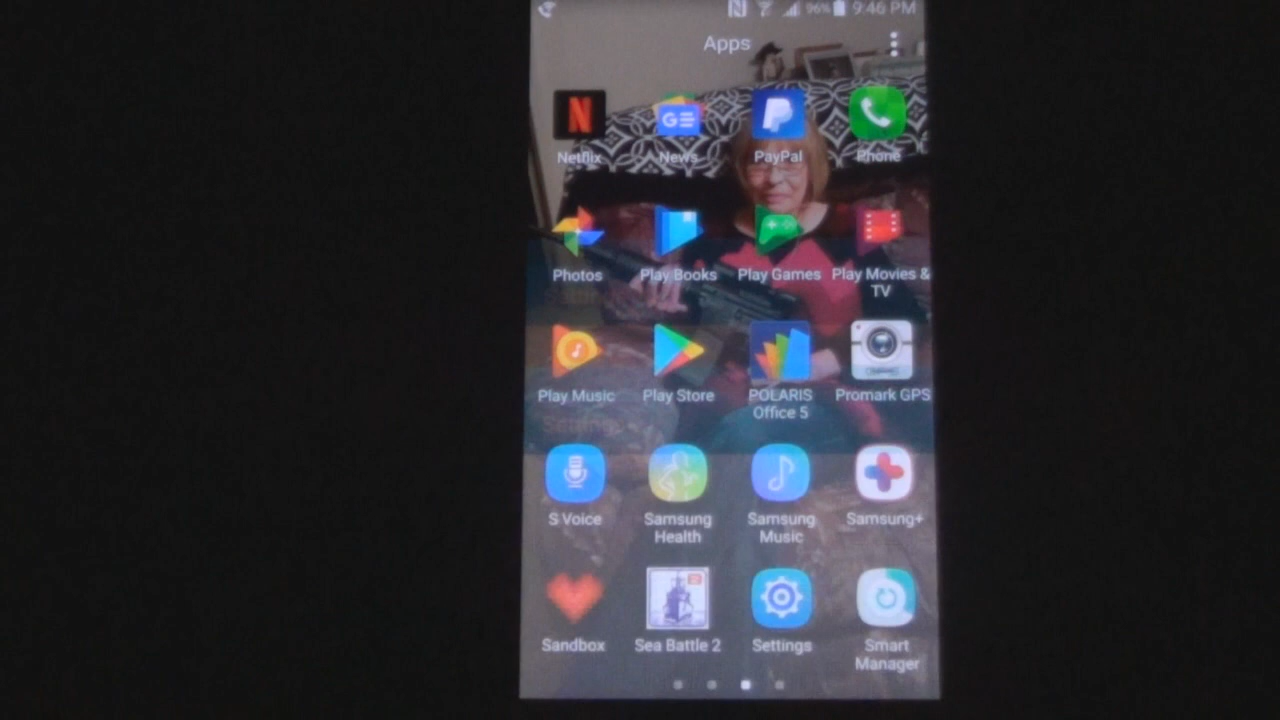 96% 9:46 PM
Apps
Netflix News PayPal Phone
Photos Play Books Play Games Play Movies &
TV
Play Music Play Store POLARIS Promark GPS
Office 5
Settings
S Voice Samsung Samsung Samsung+
Health Music
Sandbox Sea Battle 2 Settings Smart
Manager